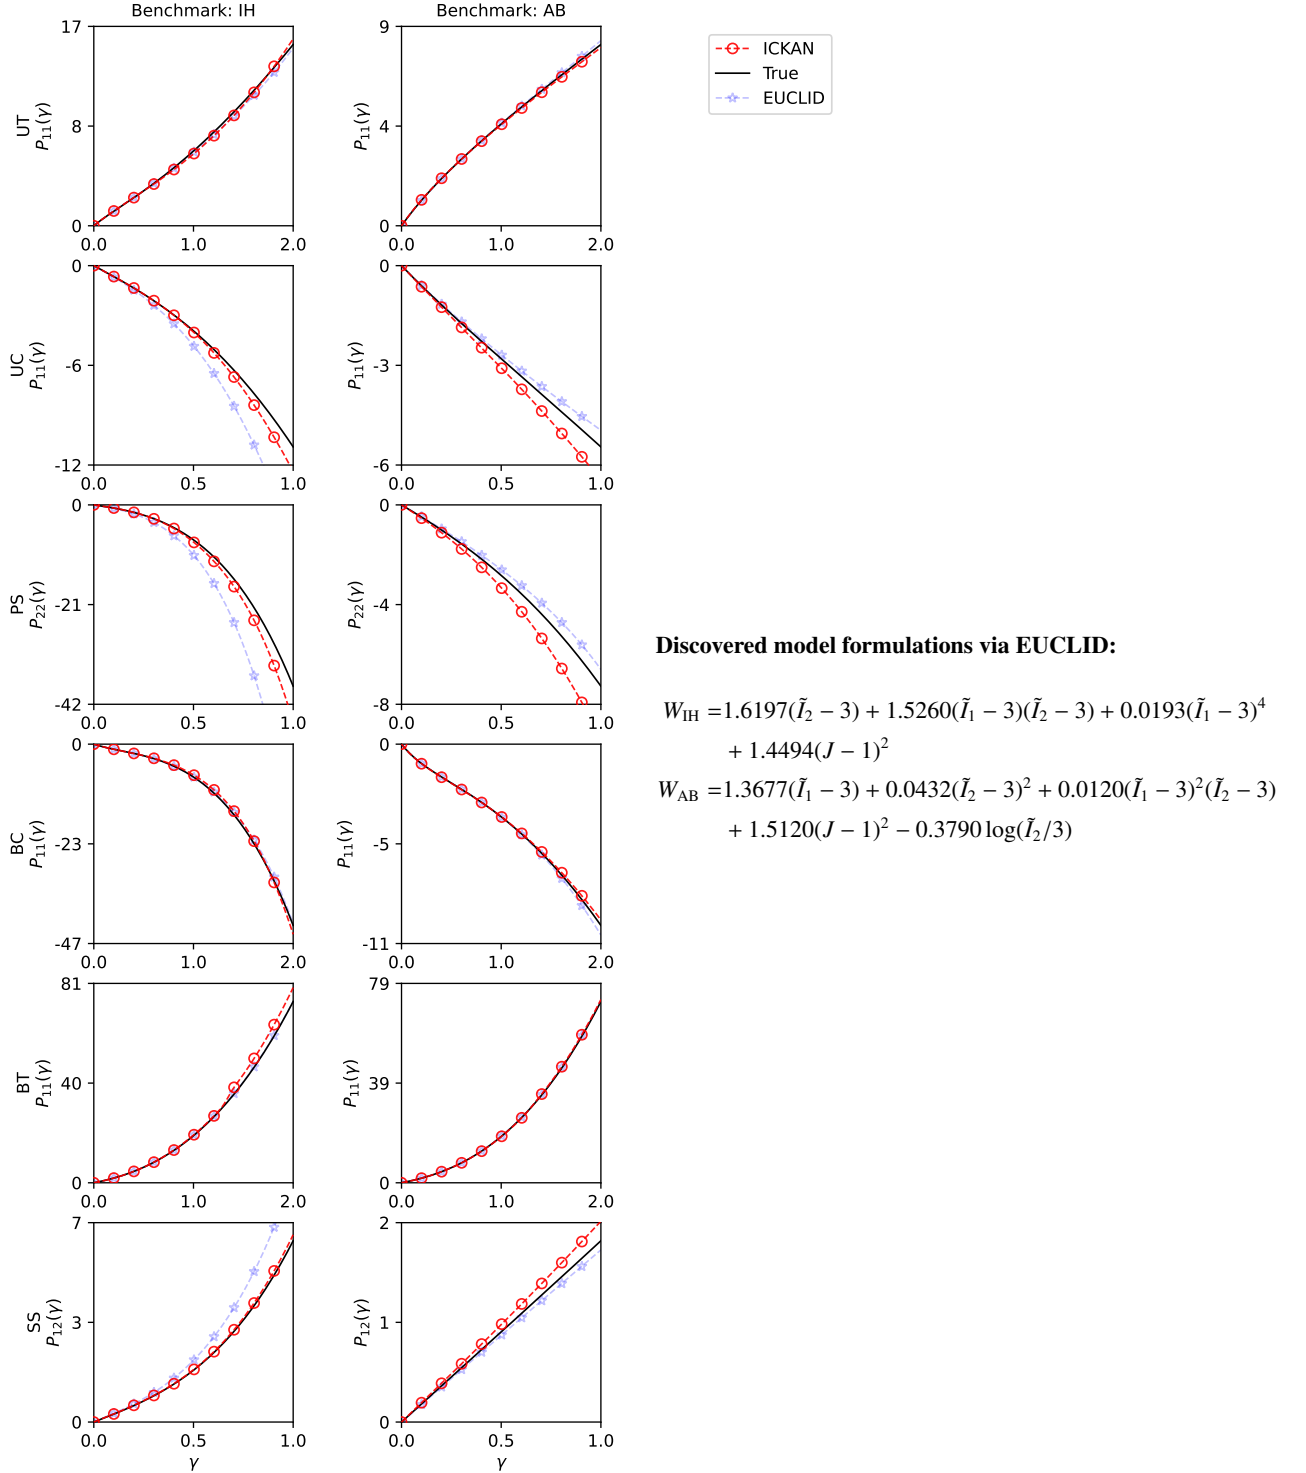 Benchmark: IH
Benchmark: AB
ICKAN
True
EUCLID
UT
P₁₁(γ)
17
8
0
0.0 1.0 2.0
P₁₁(γ)
9
4
0
0.0 1.0 2.0
UC
P₁₁(γ)
0
-6
-12
0.0 0.5 1.0
P₁₁(γ)
0
-3
-6
0.0 0.5 1.0
PS
P₂₂(γ)
0
-21
-42
0.0 0.5 1.0
P₂₂(γ)
0
-4
-8
0.0 0.5 1.0
BC
P₁₁(γ)
0
-23
-47
0.0 1.0 2.0
P₁₁(γ)
0
-5
-11
0.0 1.0 2.0
BT
P₁₁(γ)
81
40
0
0.0 1.0 2.0
P₁₁(γ)
79
39
0
0.0 1.0 2.0
SS
P₁₂(γ)
7
3
0
0.0 0.5 1.0
γ
P₁₂(γ)
2
1
0
0.0 0.5 1.0
γ
Discovered model formulations via EUCLID:
W_IH =1.6197(Ĩ₂ − 3) + 1.5260(Ĩ₁ − 3)(Ĩ₂ − 3) + 0.0193(Ĩ₁ − 3)⁴
+ 1.4494(J − 1)²
W_AB =1.3677(Ĩ₁ − 3) + 0.0432(Ĩ₂ − 3)² + 0.0120(Ĩ₁ − 3)²(Ĩ₂ − 3)
+ 1.5120(J − 1)² − 0.3790 log(Ĩ₂/3)